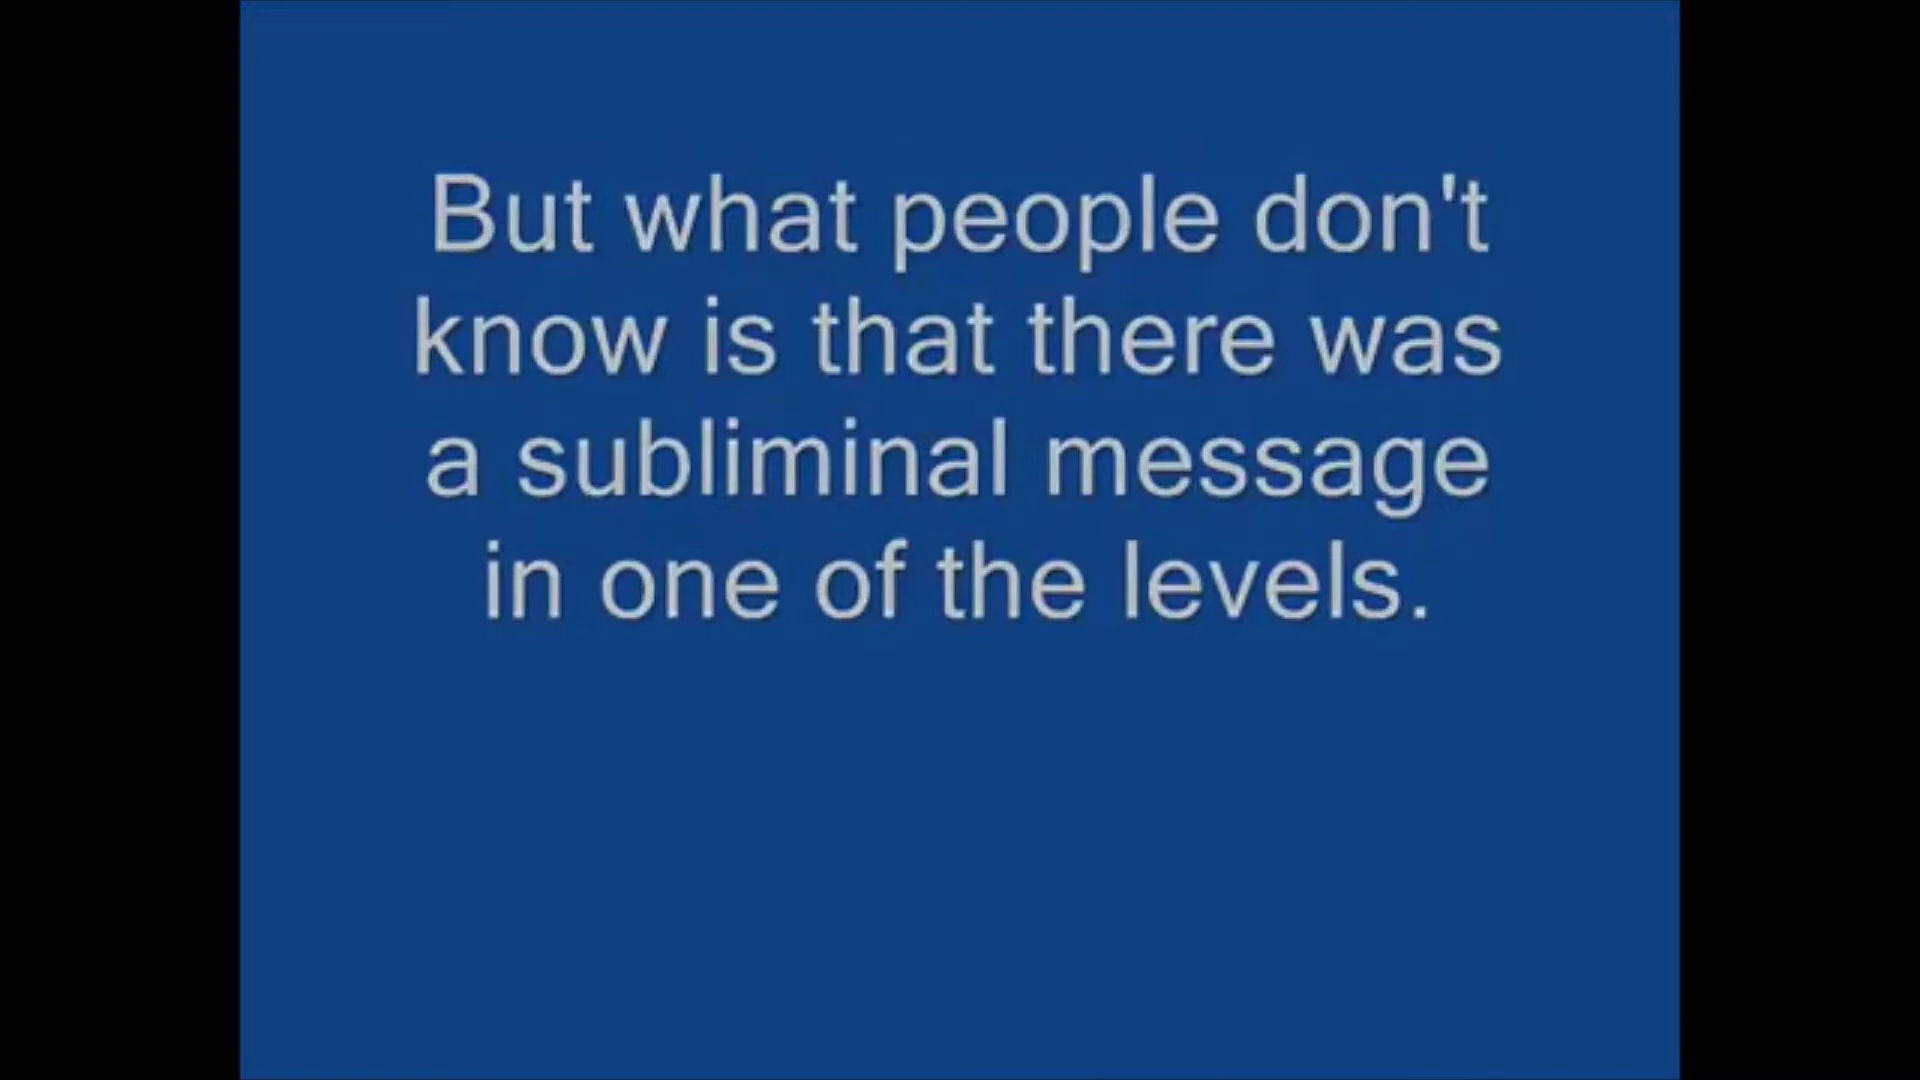 But what people don't
know is that there was
a subliminal message
in one of the levels.